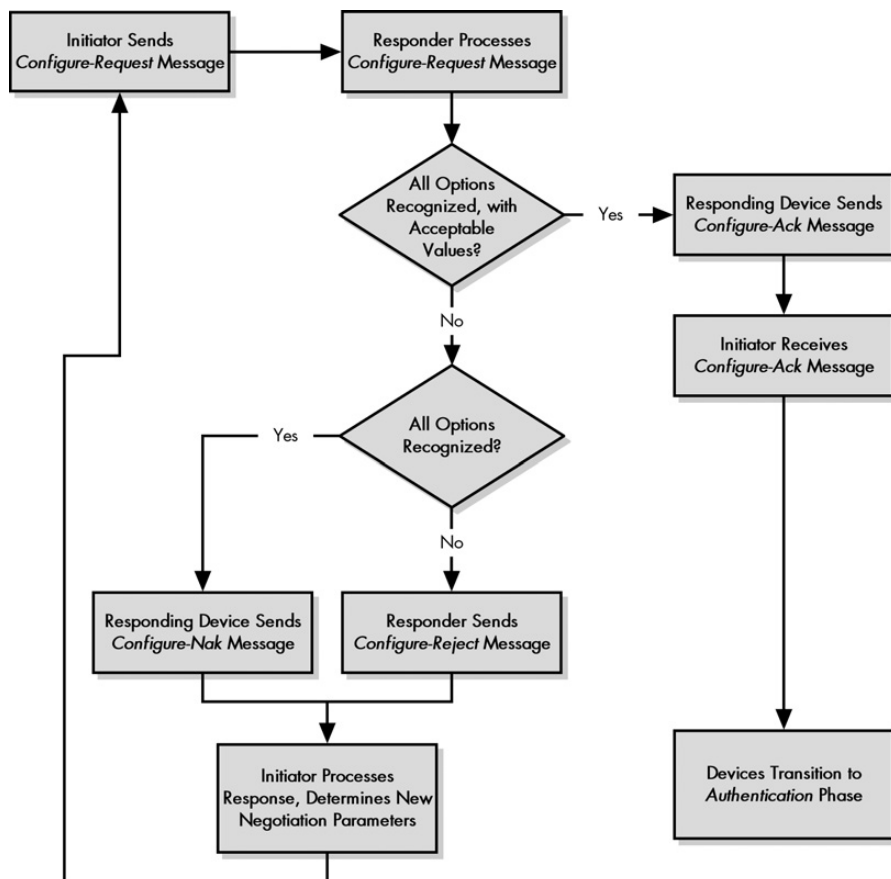 Initiator Sends
Configure-Request Message
Responder Processes
Configure-Request Message
All Options
Recognized, with
Acceptable
Values?
Yes
Responding Device Sends
Configure-Ack Message
No
Initiator Receives
Configure-Ack Message
All Options
Recognized?
Yes
No
Responding Device Sends
Configure-Nak Message
Responder Sends
Configure-Reject Message
Initiator Processes
Response, Determines New
Negotiation Parameters
Devices Transition to
Authentication Phase